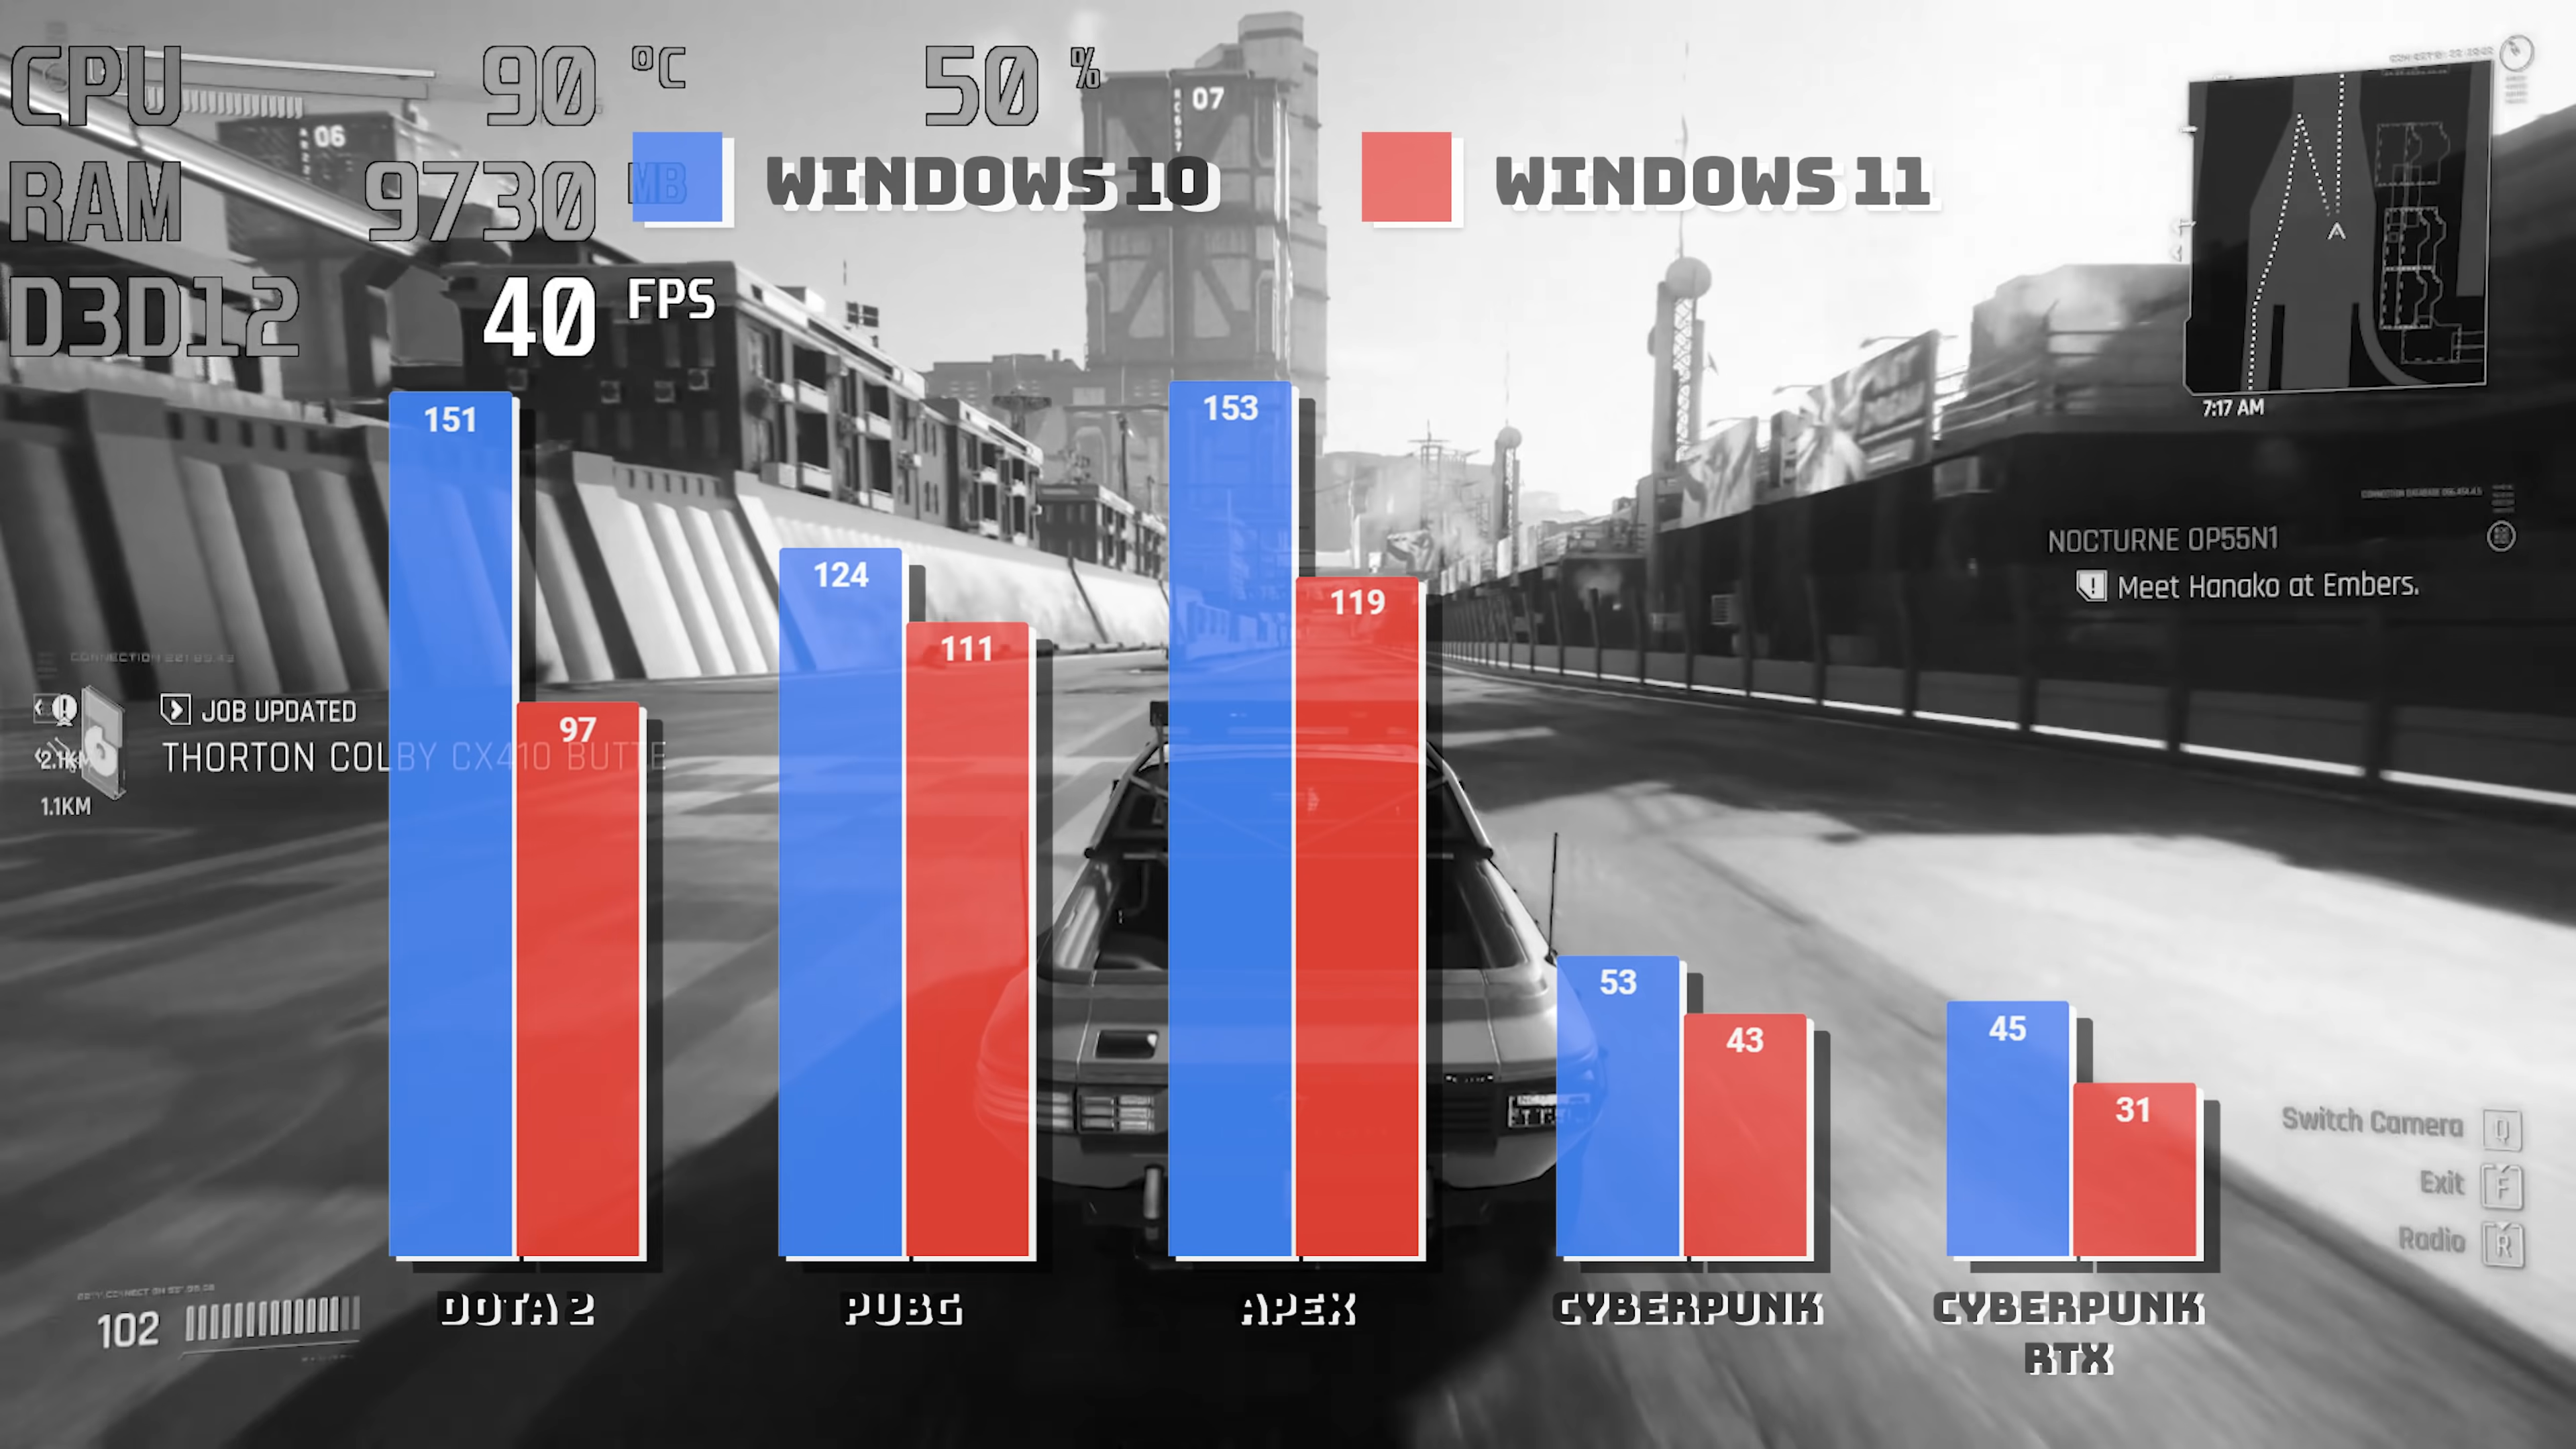 CPU 90 °C 50 %
RAM 9730 MB
D3D12 40 FPS
WINDOWS 10
WINDOWS 11
06
07
7:17 AM
NOCTURNE OP55N1
Meet Hanako at Embers.
JOB UPDATED
THORTON COLBY CX410 BUTTE
2.1KM
1.1KM
151
97
124
111
153
119
53
43
45
31
Switch Camera Q
Exit F
Radio R
102
DOTA 2
PUBG
APEX
CYBERPUNK
CYBERPUNK
RTX